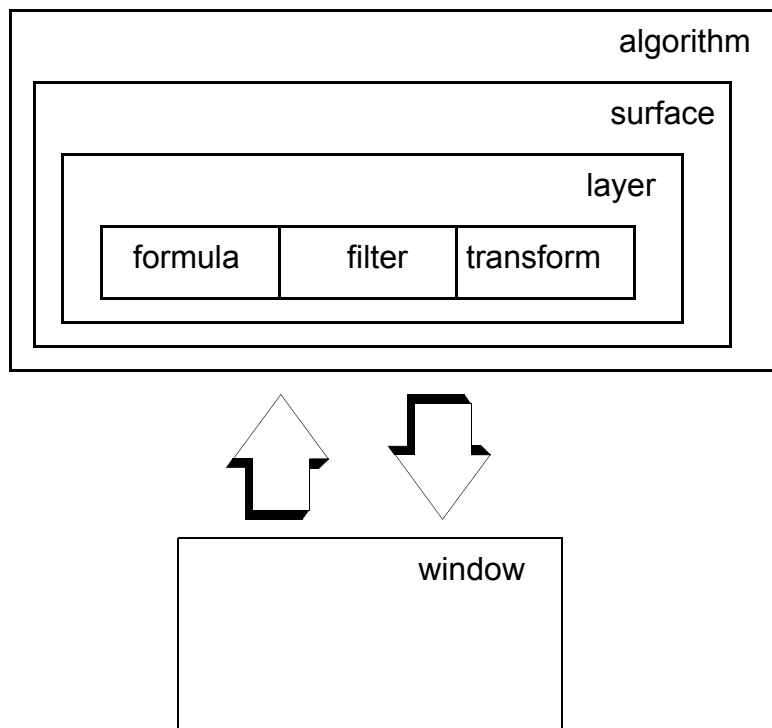 algorithm
surface
layer
formula filter transform
window